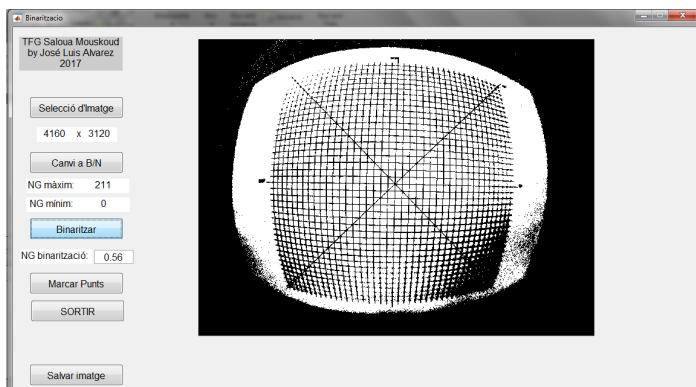 Binaritzacio
TFG Saloua Mouskoud
by José Luis Alvarez
2017
Selecció d'Imatge
4160 x 3120
Canvi a B/N
NG màxim: 211
NG mínim: 0
Binaritzar
NG binarització: 0.56
Marcar Punts
SORTIR
Salvar imatge